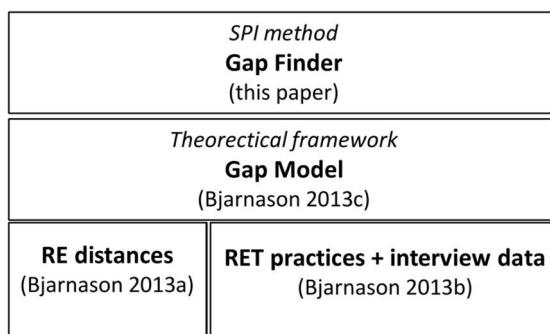 SPI method
Gap Finder
(this paper)
Theorectical framework
Gap Model
(Bjarnason 2013c)
RE distances
(Bjarnason 2013a)
RET practices + interview data
(Bjarnason 2013b)